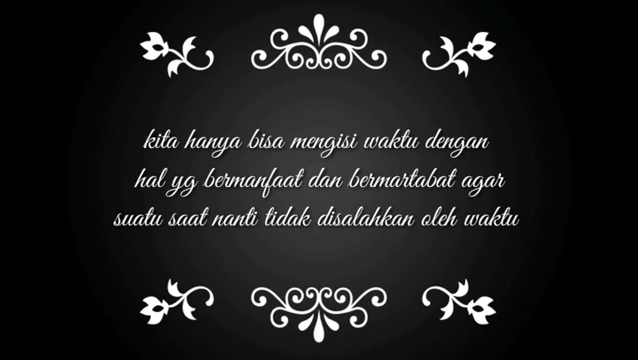 kita hanya bisa mengisi waktu dengan
hal yg bermanfaat dan bermartabat agar
suatu saat nanti tidak disalahkan oleh waktu